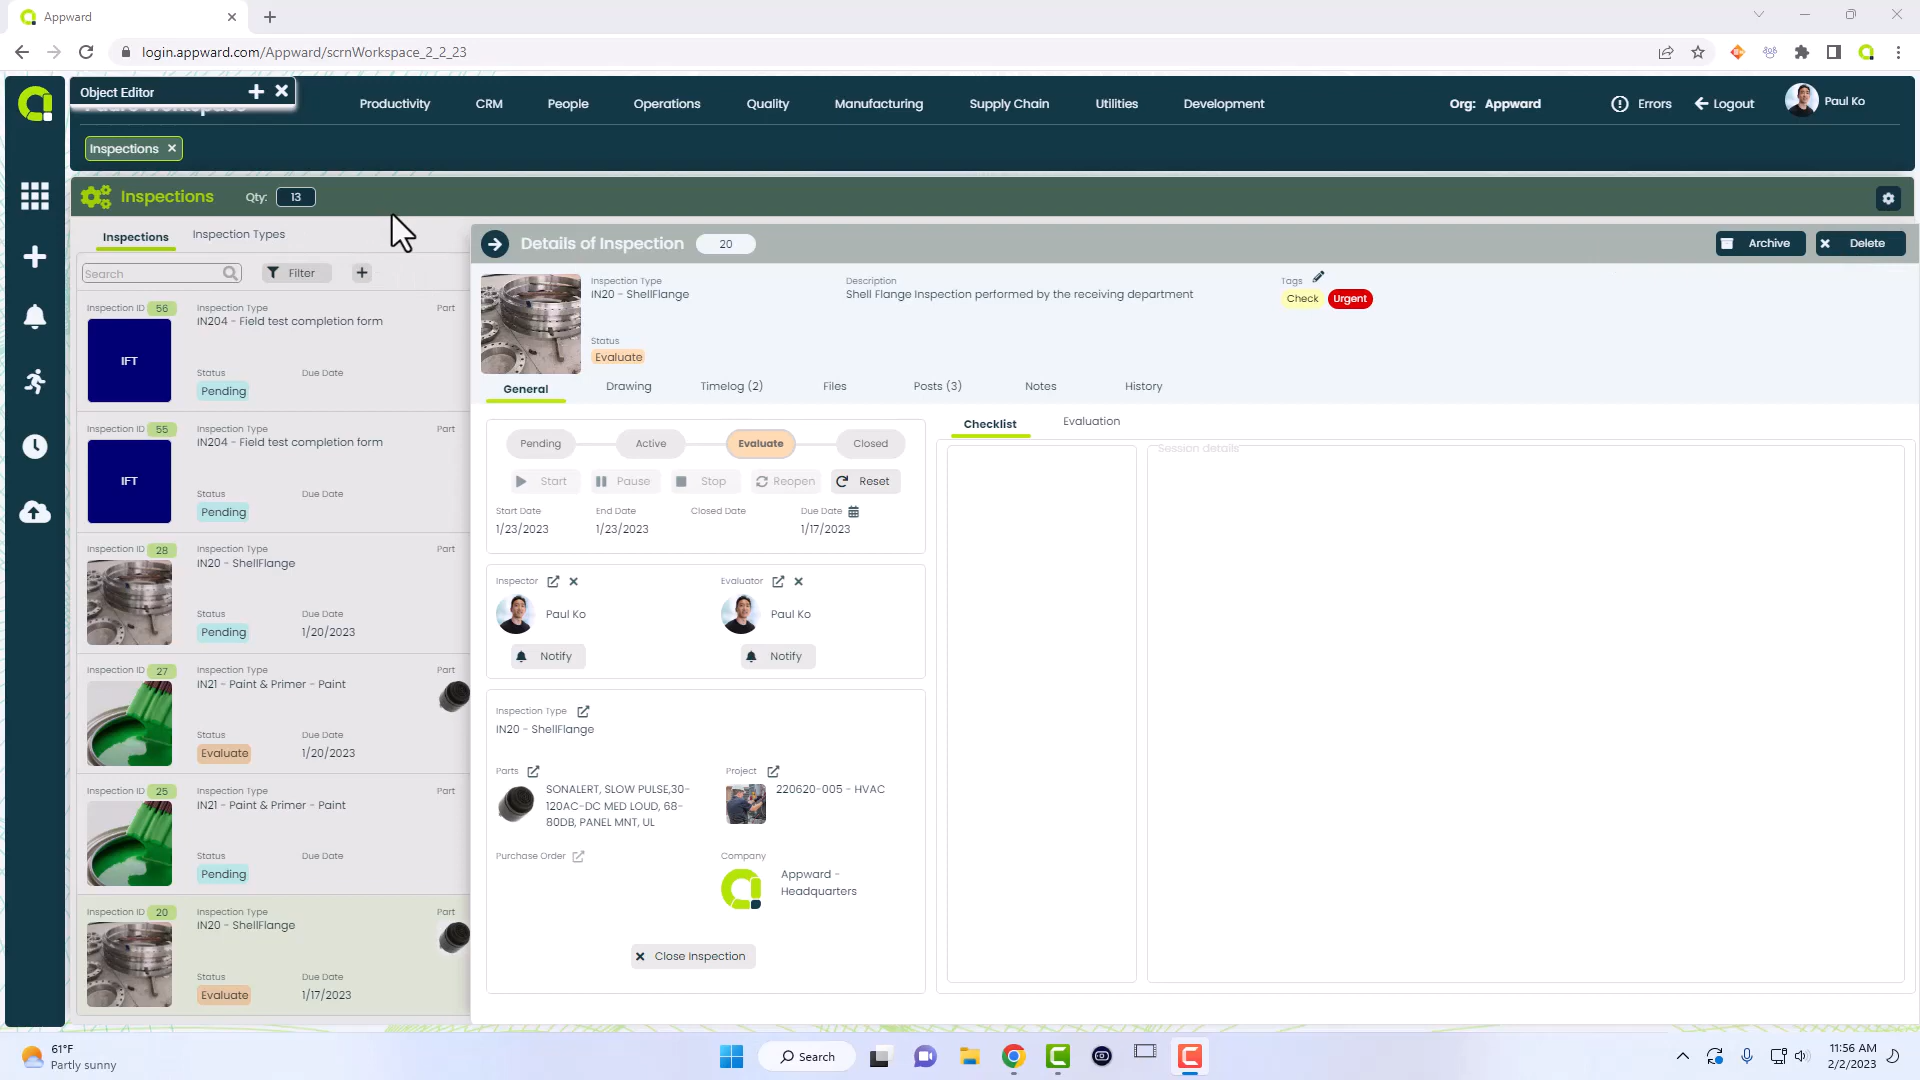 Appward
login.appward.com/Appward/scrnWorkspace_2_2_23
Object Editor
Productivity
CRM
People
Operations
Quality
Manufacturing
Supply Chain
Utilities
Development
Org: Appward
Errors
Logout
Paul Ko
Inspections
Inspections
Qty:
13
Inspections
Inspection Types
Search
Filter
Details of Inspection
20
Archive
Delete
Inspection Type
IN20 - ShellFlange
Description
Shell Flange Inspection performed by the receiving department
Tags
Check
Urgent
Status
Evaluate
General
Drawing
Timelog (2)
Files
Posts (3)
Notes
History
Inspection ID 56
Inspection Type
Part
IN204 - Field test completion form
IFT
Status
Due Date
Pending
Inspection ID 55
Inspection Type
Part
IN204 - Field test completion form
IFT
Status
Due Date
Pending
Inspection ID 28
Inspection Type
Part
IN20 - ShellFlange
Status
Due Date
Pending
1/20/2023
Inspection ID 27
Inspection Type
Part
IN21 - Paint & Primer - Paint
Status
Due Date
Evaluate
1/20/2023
Inspection ID 25
Inspection Type
Part
IN21 - Paint & Primer - Paint
Status
Due Date
Pending
Inspection ID 20
Inspection Type
Part
IN20 - ShellFlange
Status
Due Date
Evaluate
1/17/2023
Pending
Active
Evaluate
Closed
Start
Pause
Stop
Reopen
Reset
Start Date
End Date
Closed Date
Due Date
1/23/2023
1/23/2023
1/17/2023
Inspector
Evaluator
Paul Ko
Paul Ko
Notify
Notify
Inspection Type
IN20 - ShellFlange
Parts
SONALERT, SLOW PULSE,30-
120AC-DC MED LOUD, 68-
80DB, PANEL MNT, UL
Project
220620-005 - HVAC
Purchase Order
Company
Appward -
Headquarters
Close Inspection
Checklist
Evaluation
Session details
61°F
Partly sunny
Search
11:56 AM
2/2/2023